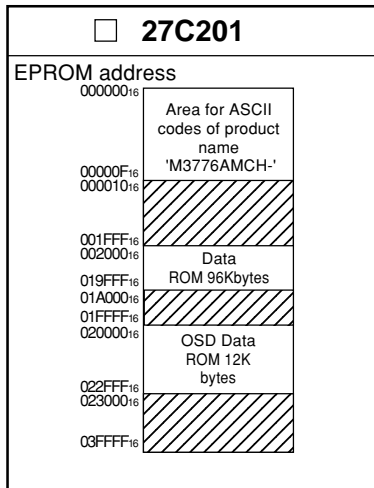 □ 27C201
EPROM address
000000₁₆
Area for ASCII
codes of product
name
'M3776AMCH-'
00000F₁₆
000010₁₆
001FFF₁₆
002000₁₆
Data
ROM 96Kbytes
019FFF₁₆
01A000₁₆
01FFFF₁₆
020000₁₆
OSD Data
ROM 12K
bytes
022FFF₁₆
023000₁₆
03FFFF₁₆